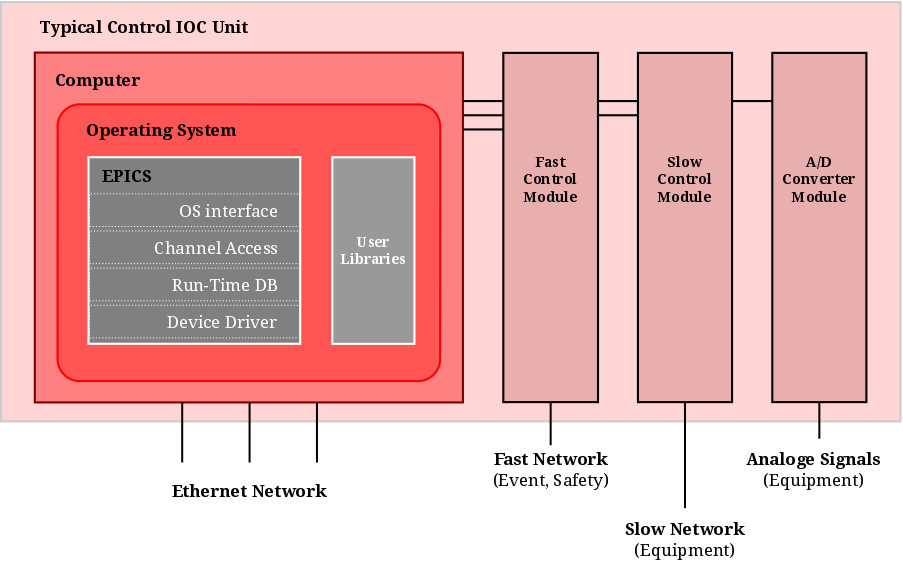 Typical Control IOC Unit
Computer
Operating System
EPICS
OS interface
Channel Access
Run-Time DB
Device Driver
User
Libraries
Fast
Control
Module
Slow
Control
Module
A/D
Converter
Module
Ethernet Network
Fast Network
(Event, Safety)
Slow Network
(Equipment)
Analoge Signals
(Equipment)